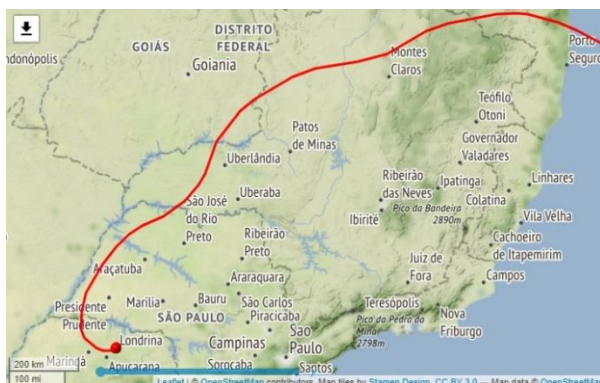 DISTRITO
FEDERAL
GOIÁS
ndonópolis
Goiania
Montes
Claros
Porto
Seguro
Teófilo
Otoni
Patos
de Minas
Governador
Valadares
Uberlândia
Ribeirão
das Neves
Ipatinga
Linhares
São José
do Rio
Preto
Uberaba
Ibirité
Pico da Bandeira
2890m
Colatina
Vila Velha
Ribeirão
Preto
Cachoeiro
de Itapemirim
Araçatuba
Juiz de
Fora
Campos
Araraquara
Presidente
Prudente
Marilia
Bauru
São Carlos
Piracicaba
Teresópolis
Nova
Friburgo
SÃO PAULO
Pico da Pedra da
Mina
2798m
Londrina
Campinas
Sao
Paulo
Maringá
Apucarana
Sorocaba
Santos
200 km
100 mi
Leaflet | © OpenStreetMap contributors, Map tiles by Stamen Design, CC BY 3.0 — Map data © OpenStreetMap